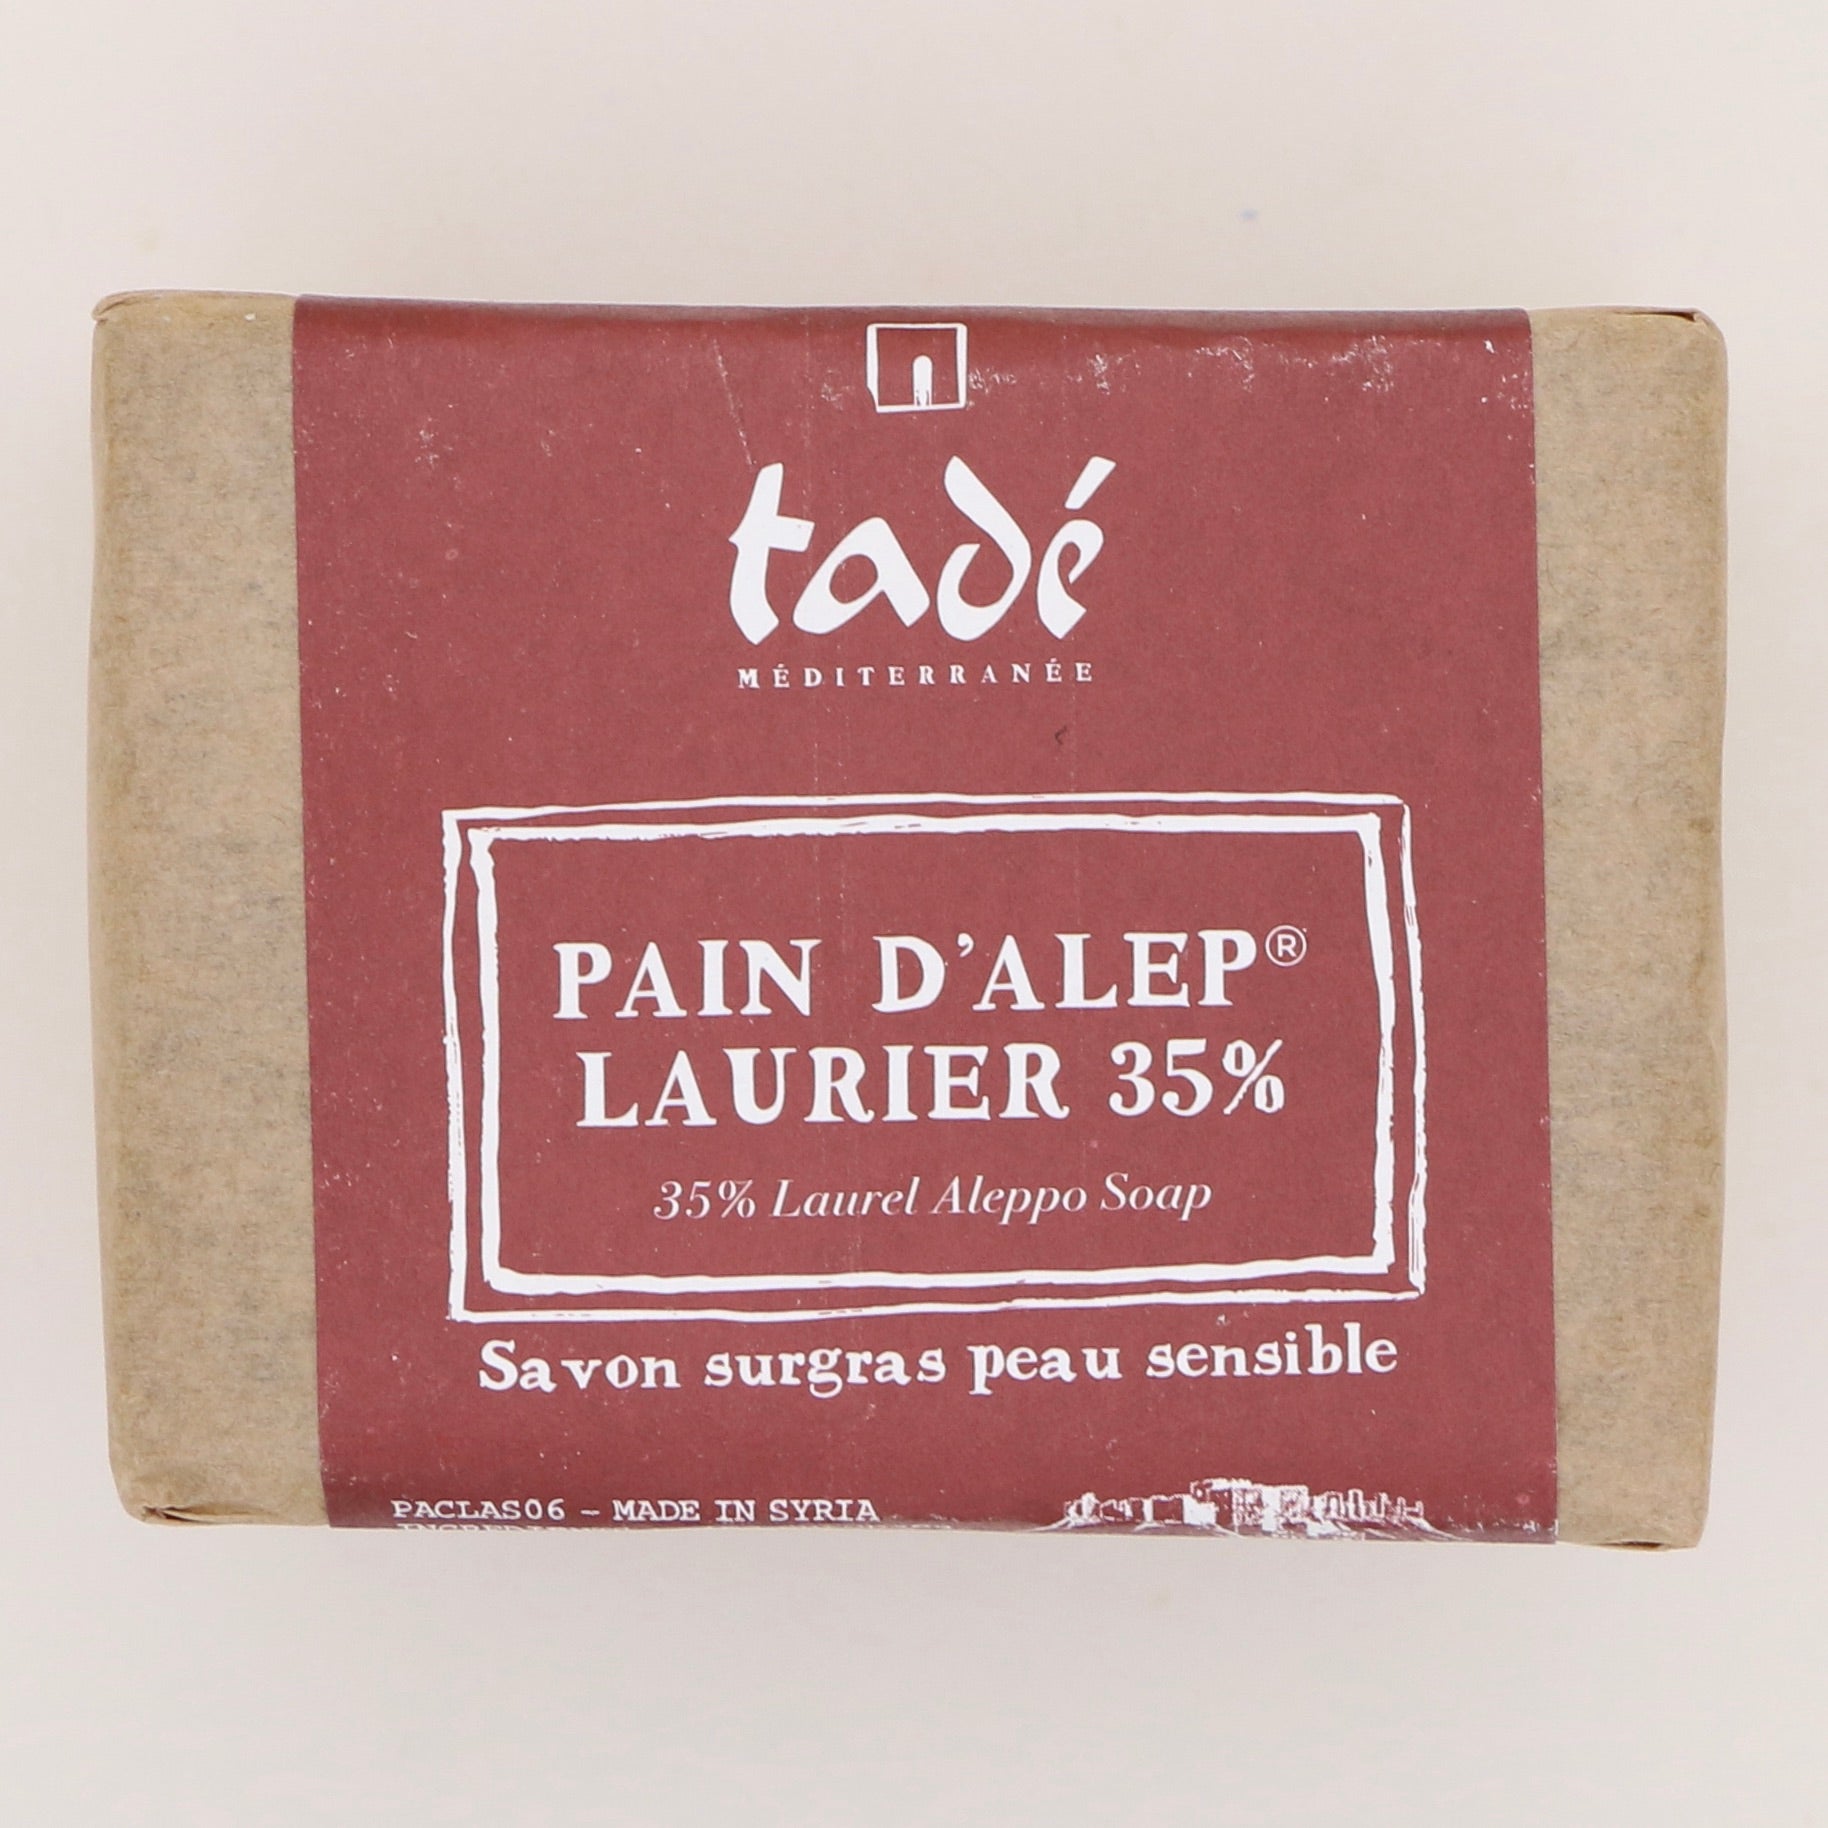 tadé
MÉDITERRANÉE
PAIN D'ALEP®
LAURIER 35%
35% Laurel Aleppo Soap
Savon surgras peau sensible
PACLAS06 - MADE IN SYRIA